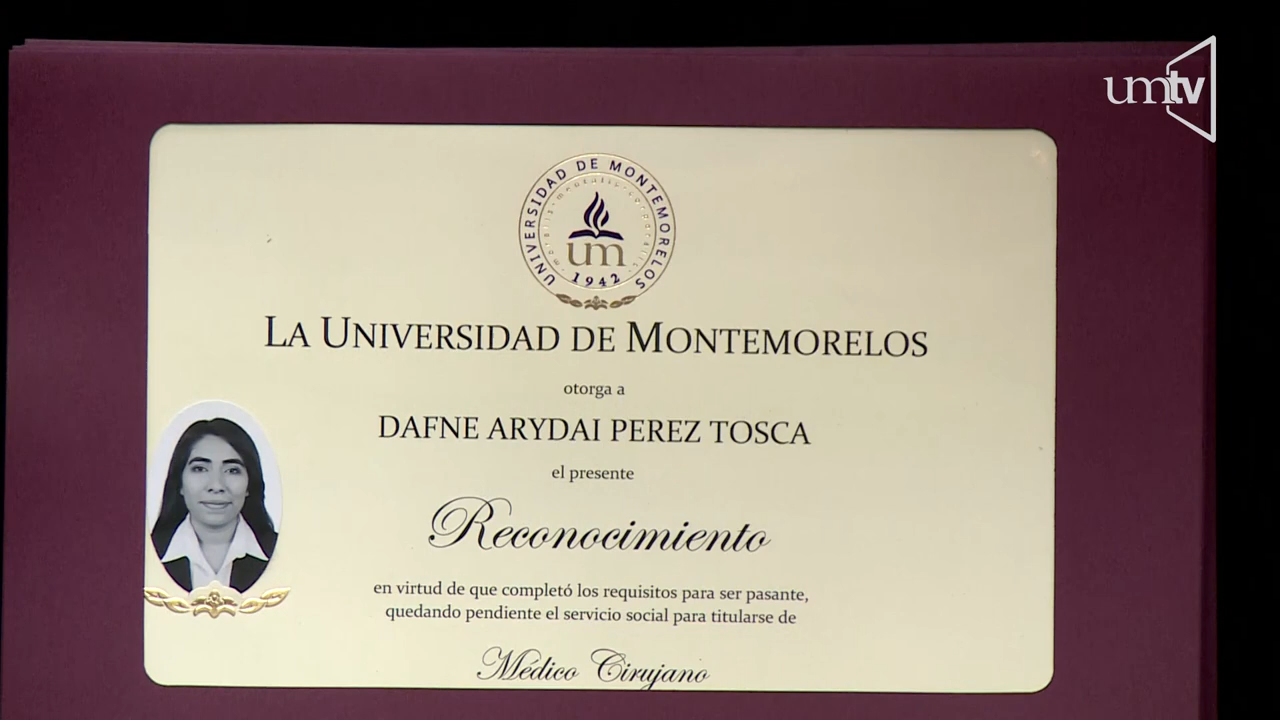 umtv
UNIVERSIDAD DE MONTEMORELOS
um
1942
LA UNIVERSIDAD DE MONTEMORELOS
otorga a
DAFNE ARYDAI PEREZ TOSCA
el presente
Reconocimiento
en virtud de que completó los requisitos para ser pasante,
quedando pendiente el servicio social para titularse de
Médico Cirujano